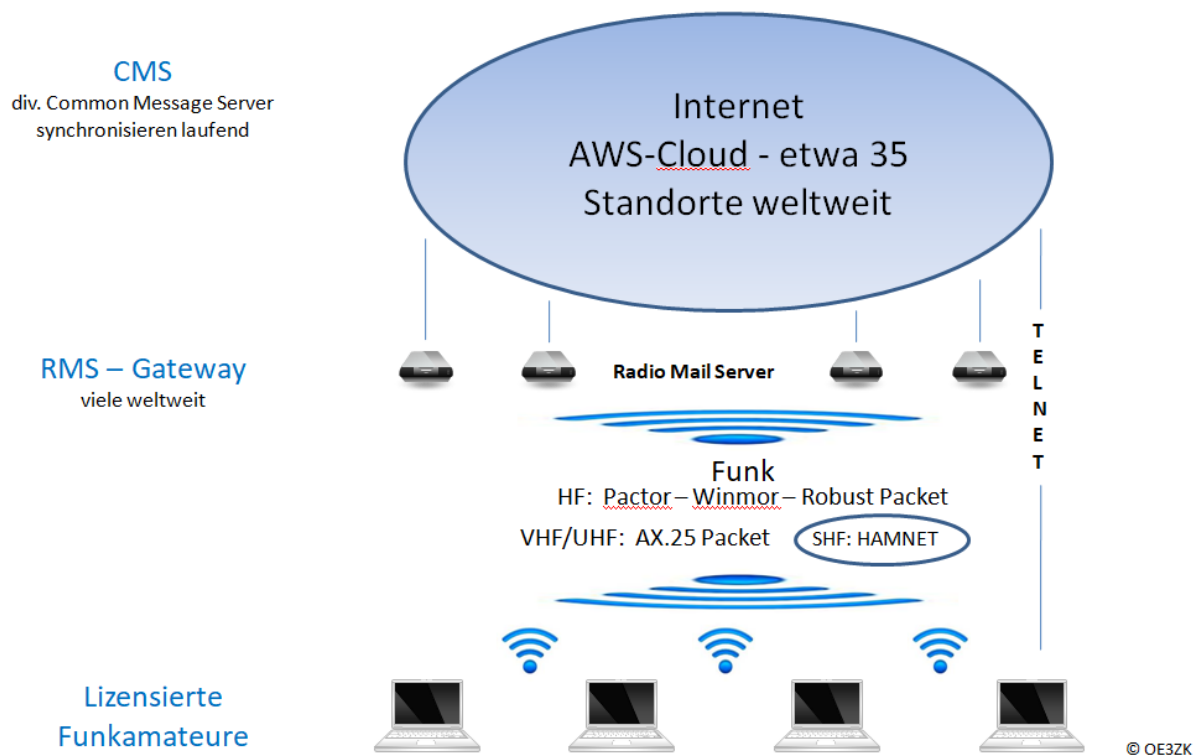 CMS
div. Common Message Server
synchronisieren laufend
Internet
AWS-Cloud - etwa 35
Standorte weltweit
RMS – Gateway
viele weltweit
Radio Mail Server
TELNET
Funk
HF: Pactor – Winmor – Robust Packet
VHF/UHF: AX.25 Packet
SHF: HAMNET
Lizensierte
Funkamateure
© OE3ZK